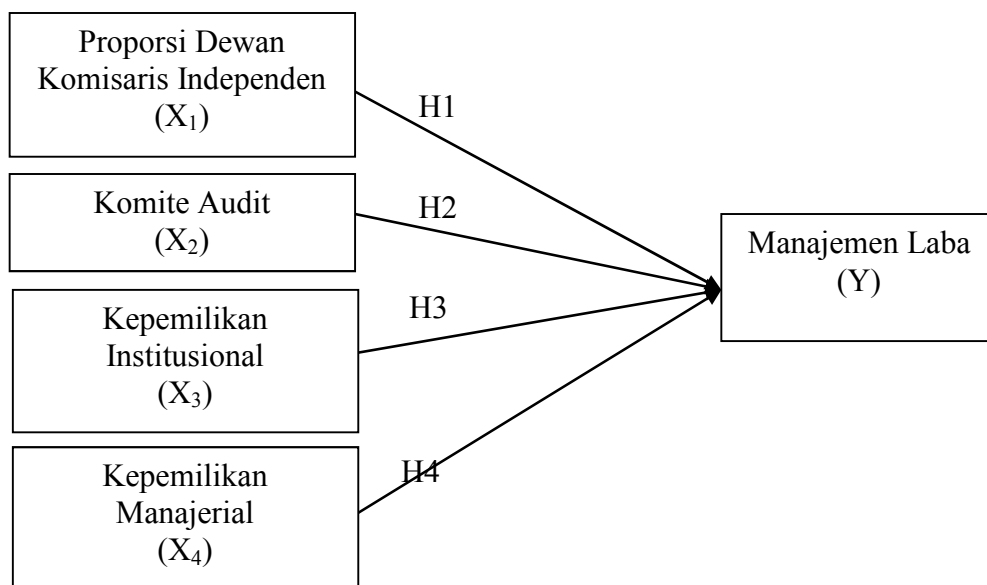 Proporsi Dewan
Komisaris Independen
(X₁)
H1
Komite Audit
(X₂)
H2
Kepemilikan
Institusional
(X₃)
H3
Kepemilikan
Manajerial
(X₄)
H4
Manajemen Laba
(Y)